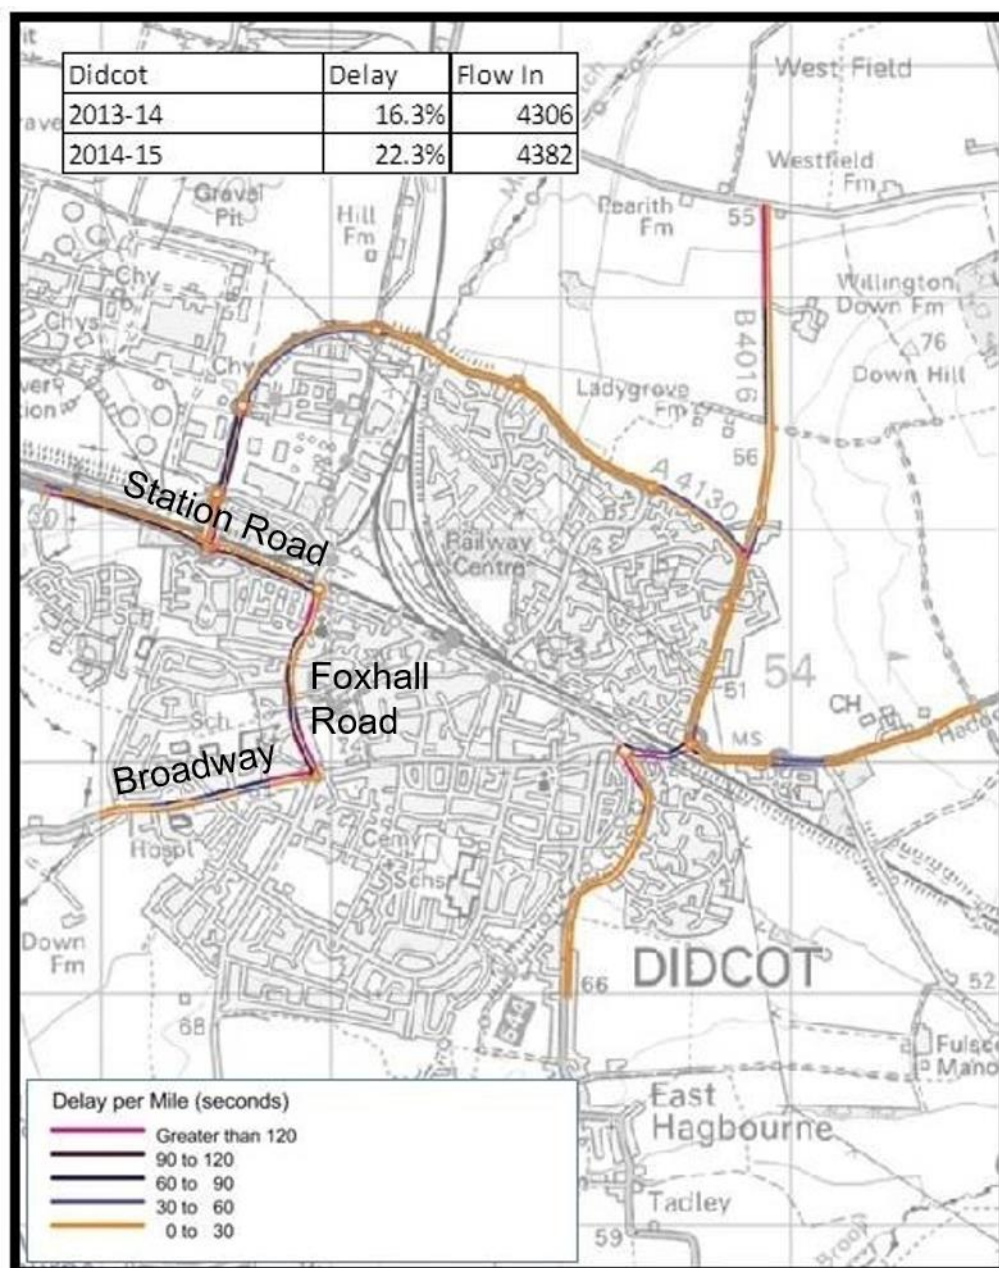 Didcot Delay Flow In
2013-14 16.3% 4306
2014-15 22.3% 4382
West Field
Westfield
Fm
Gravel
Pit
Hill
Fm
Fm
55
Chy
Chys
Willington
Down Fm
B4016
76
Down Hill
Chy
Ladygrove
Fm
56
A 4130
Station Road
30
Railway
Centre
54
51
Foxhall
Road
CH
MS
Sch
Broadway
Hospl
Cemy
Schs
Down
Fm
DIDCOT
66
52
544
68
East
Hagbourne
Tadley
59
Delay per Mile (seconds)
Greater than 120
90 to 120
60 to 90
30 to 60
0 to 30